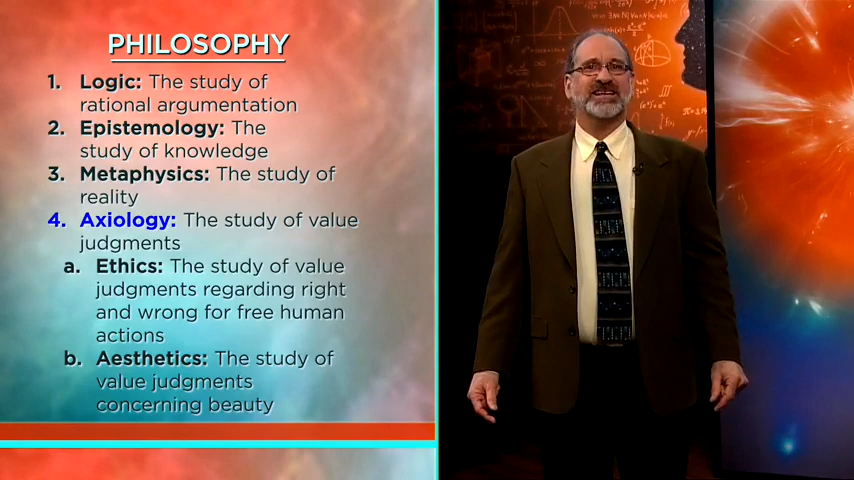 PHILOSOPHY
1. Logic: The study of
rational argumentation
2. Epistemology: The
study of knowledge
3. Metaphysics: The study of
reality
4. Axiology: The study of value
judgments
a. Ethics: The study of value
judgments regarding right
and wrong for free human
actions
b. Aesthetics: The study of
value judgments
concerning beauty